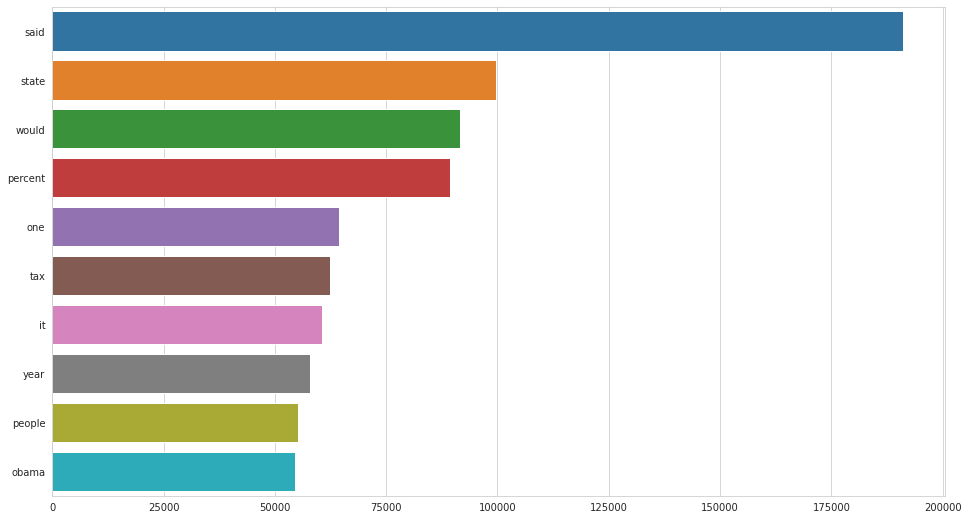 said
state
would
percent
one
tax
it
year
people
obama
0 25000 50000 75000 100000 125000 150000 175000 200000